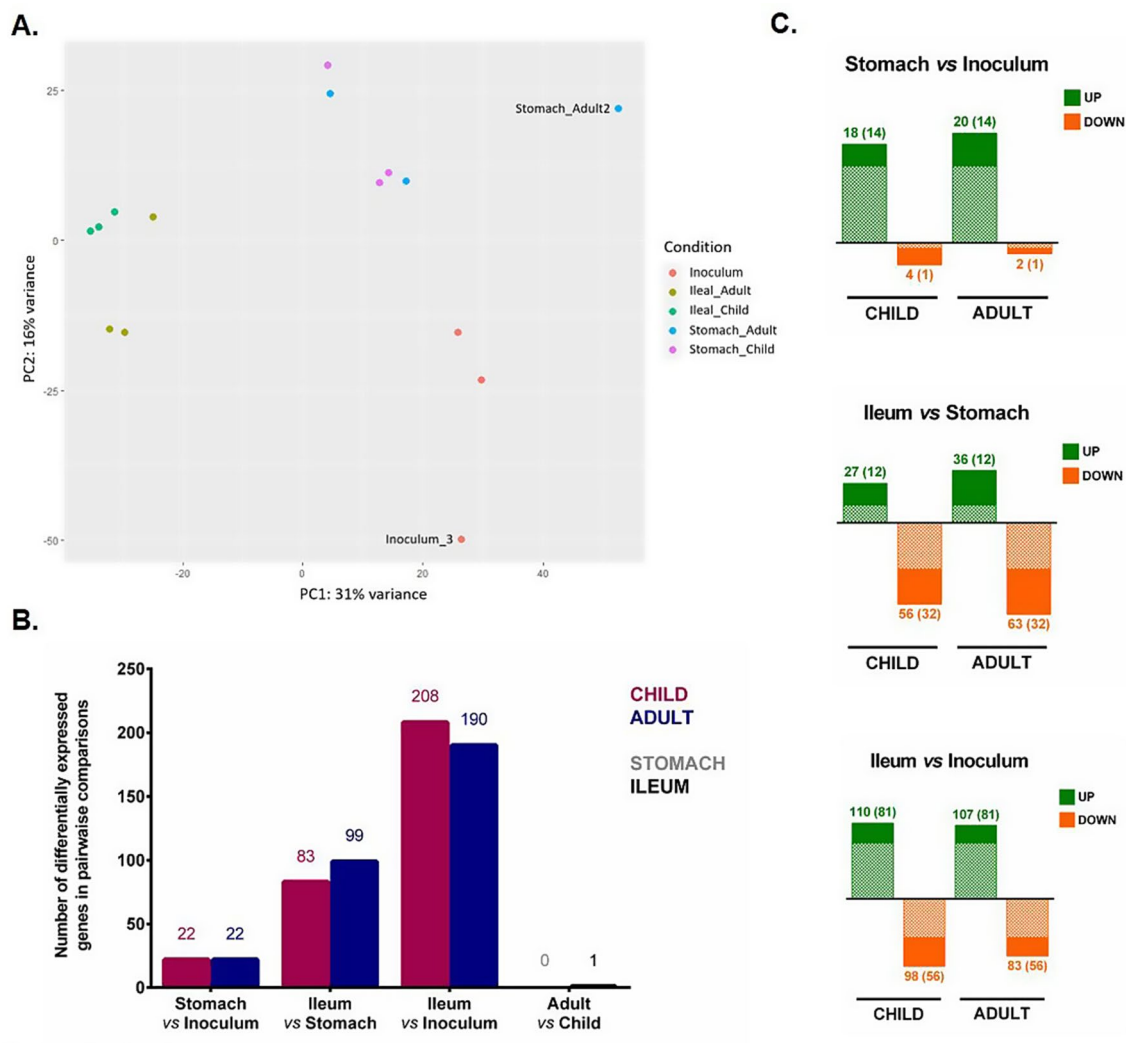 A.
25
0
-25
-50
-20
0
20
40
PC2: 16% variance
PC1: 31% variance
Stomach_Adult2
Inoculum_3
Condition
Inoculum
Ileal_Adult
Ileal_Child
Stomach_Adult
Stomach_Child
B.
Number of differentially expressed
genes in pairwaise comparisons
250
200
150
100
50
0
22
22
83
99
208
190
0
1
CHILD
ADULT
STOMACH
ILEUM
Stomach
vs Inoculum
Ileum
vs Stomach
Ileum
vs Inoculum
Adult
vs Child
C.
Stomach vs Inoculum
UP
DOWN
18 (14)
20 (14)
4 (1)
2 (1)
CHILD
ADULT
Ileum vs Stomach
UP
DOWN
27 (12)
36 (12)
56 (32)
63 (32)
CHILD
ADULT
Ileum vs Inoculum
UP
DOWN
110 (81)
107 (81)
98 (56)
83 (56)
CHILD
ADULT